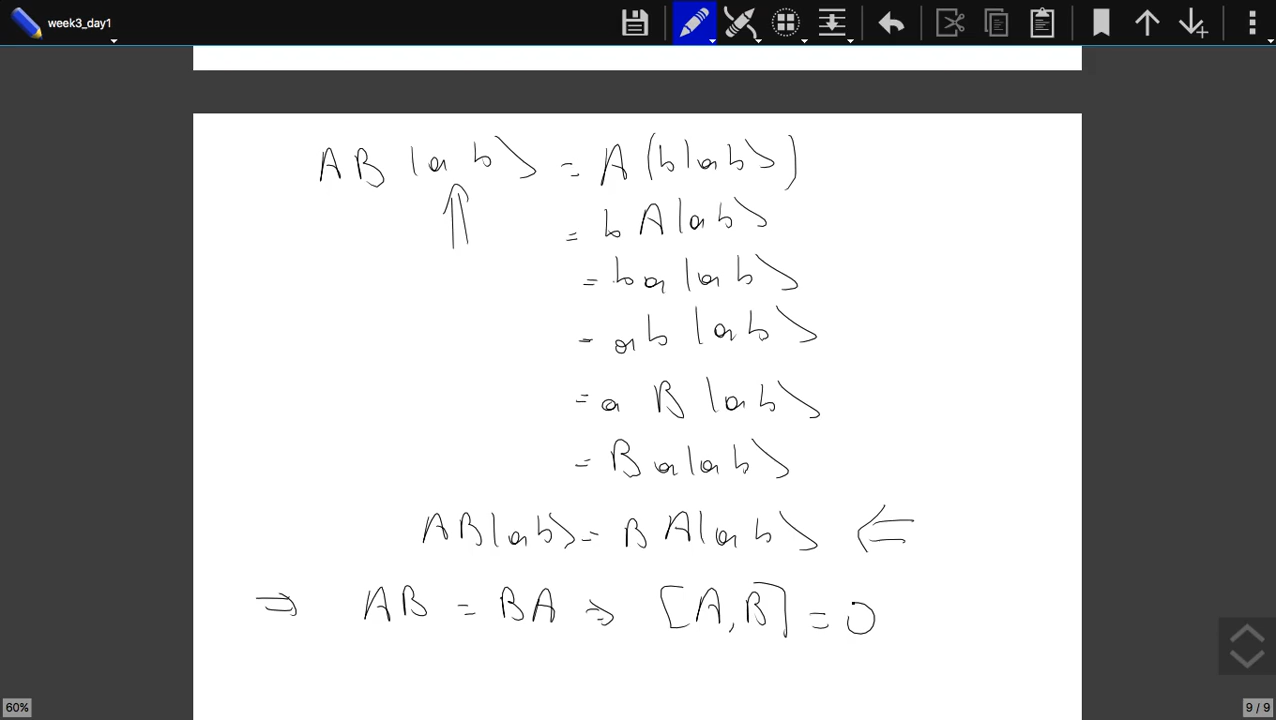 week3_day1
AB |a b⟩ = A (b|a b⟩)
= b A|a b⟩
= b a |a b⟩
= a b |a b⟩
= a B |a b⟩
= B a|a b⟩
AB|a b⟩ = B A|a b⟩ ⇐
⇒ AB = BA ⇒ [A,B] = 0
60%
9 / 9